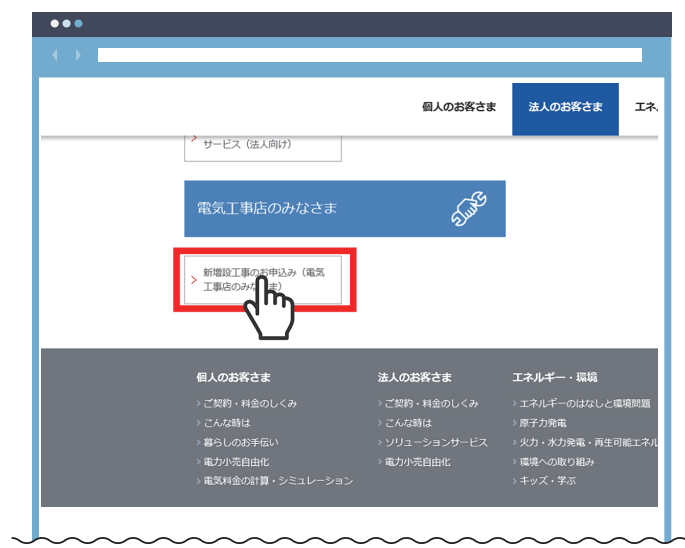 個人のお客さま
法人のお客さま
エネ
サービス（法人向け）
電気工事店のみなさま
新増設工事のお申込み（電気
工事店のみなさま）
個人のお客さま
法人のお客さま
エネルギー・環境
ご契約・料金のしくみ
ご契約・料金のしくみ
エネルギーのはなしと環境問題
こんな時は
こんな時は
原子力発電
暮らしのお手伝い
ソリューションサービス
火力・水力発電・再生可能エネル
電力小売自由化
電力小売自由化
環境への取り組み
電気料金の計算・シミュレーション
キッズ・学ぶ